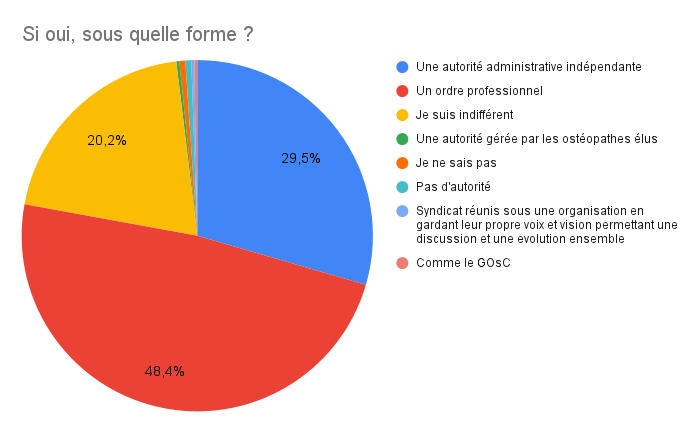 Si oui, sous quelle forme ?
Une autorité administrative indépendante
Un ordre professionnel
Je suis indifférent
Une autorité gérée par les ostéopathes élus
Je ne sais pas
Pas d'autorité
Syndicat réunis sous une organisation en
gardant leur propre voix et vision permettant une
discussion et une evolution ensemble
Comme le GOsC
20,2%
29,5%
48,4%